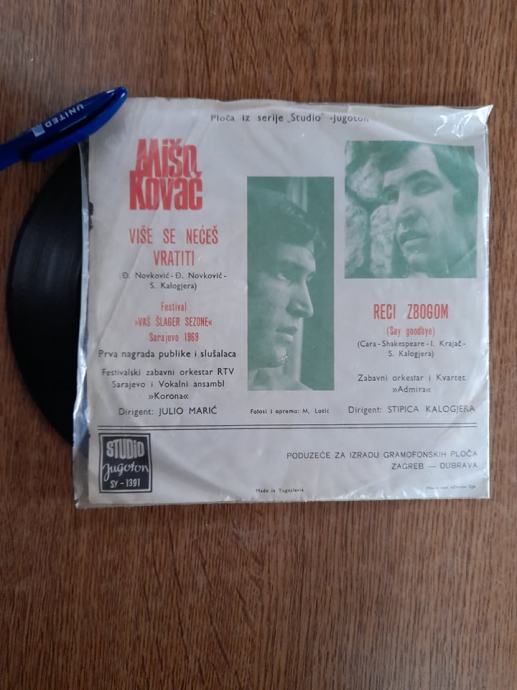 Ploča iz serije „Studio" -Jugoton
UNITED
Mišo
Kovač
VIŠE SE NEĆEŠ
VRATITI
(Đ. Novković-Đ. Novković-
S. Kalogjera)
Festival
»VAŠ ŠLAGER SEZONE«
Sarajevo 1969
Prva nagrada publike i slušalaca
Festivalski zabavni orkestar RTV
Sarajevo i Vokalni ansambl
»Korona«
Dirigent: JULIO MARIĆ
Fotosi i oprema: M. Lozić
RECI ZBOGOM
(Say goodbye)
(Cara-Shakespeare-I. Krajač-
S. Kalogjera)
Zabavni orkestar i Kvartet
»Admira«
Dirigent: STIPICA KALOGJERA
STUDIO
Jugoton
SY-1391
PODUZEĆE ZA IZRADU GRAMOFONSKIH PLOČA
ZAGREB — DUBRAVA
Made in Yugoslavia